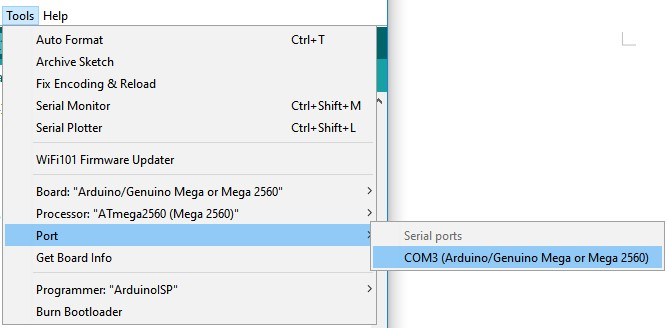 Tools Help
Auto Format Ctrl+T
Archive Sketch
Fix Encoding & Reload
Serial Monitor Ctrl+Shift+M
Serial Plotter Ctrl+Shift+L
WiFi101 Firmware Updater
Board: "Arduino/Genuino Mega or Mega 2560"
Processor: "ATmega2560 (Mega 2560)"
Port
Serial ports
COM3 (Arduino/Genuino Mega or Mega 2560)
Get Board Info
Programmer: "ArduinoISP"
Burn Bootloader